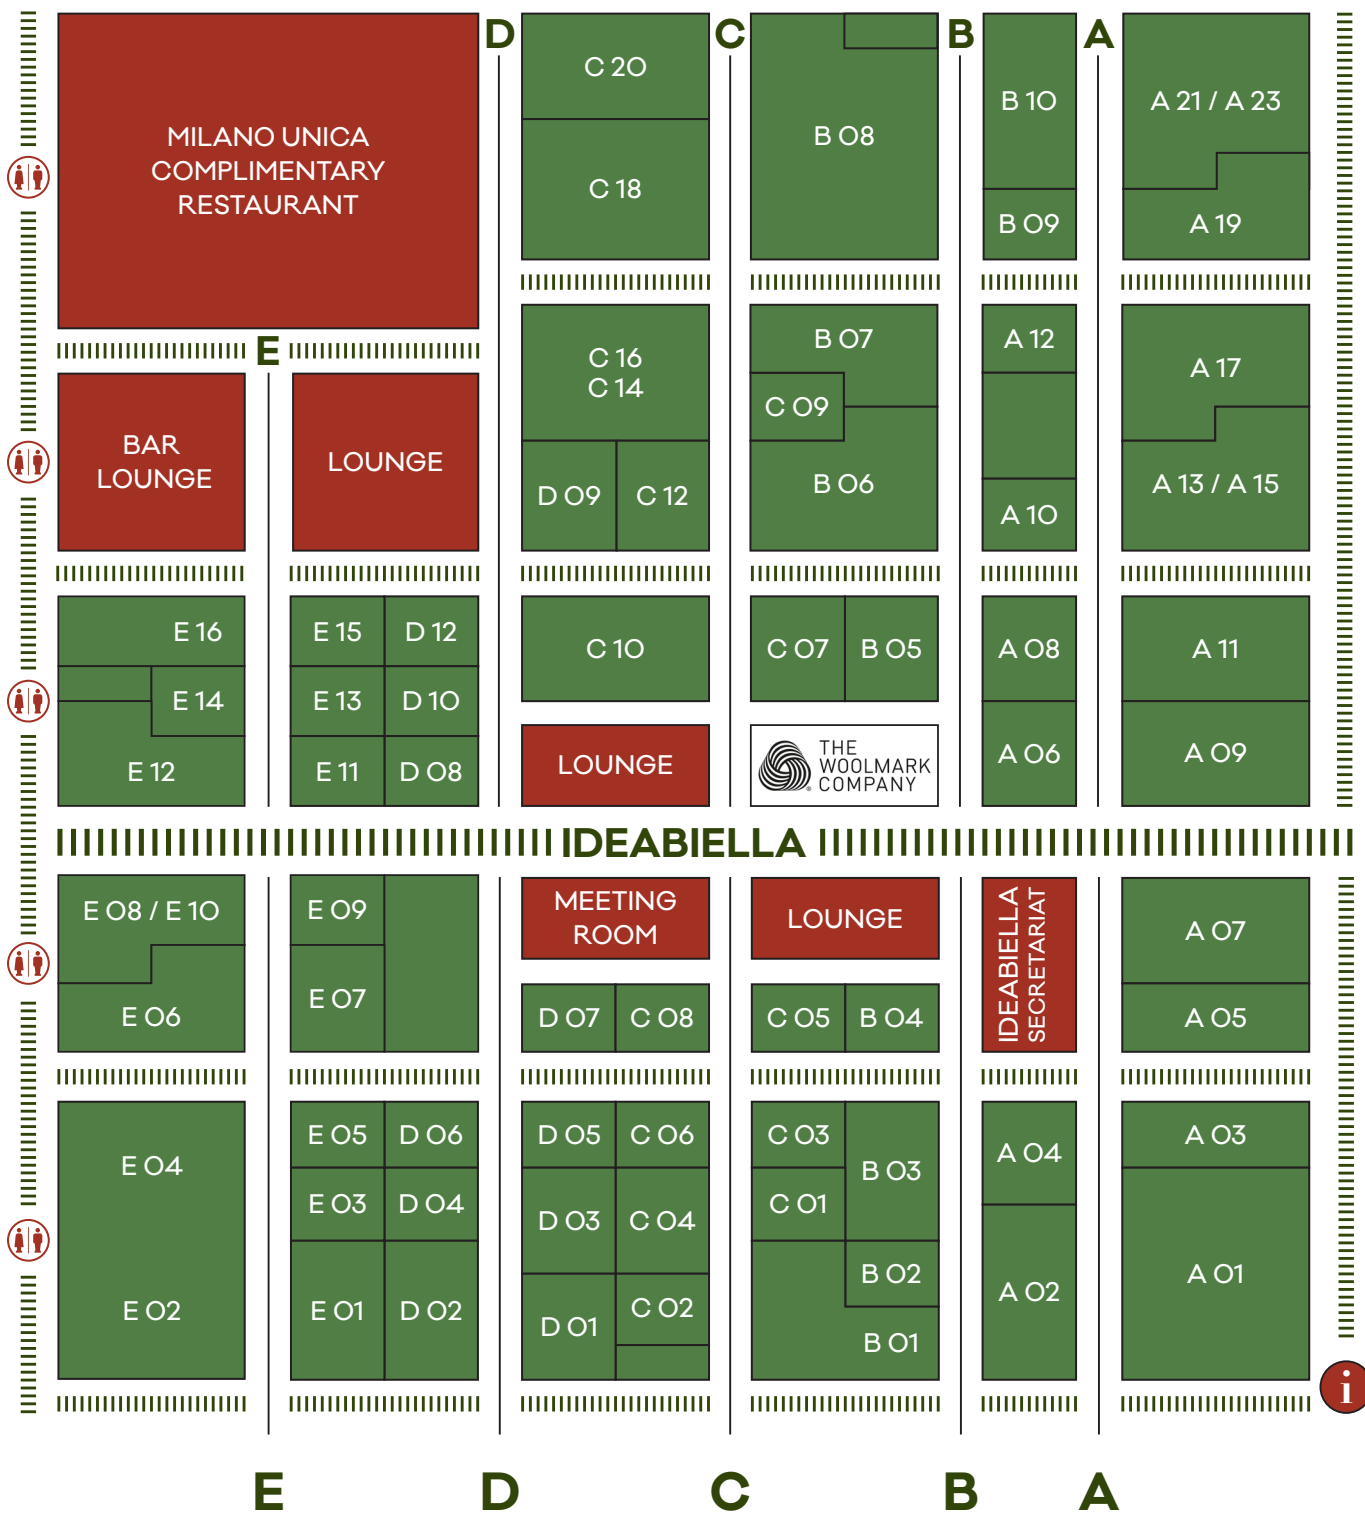 D
C
B
A
MILANO UNICA
COMPLIMENTARY
RESTAURANT
C 20
C 18
B 08
B 10
B 09
A 21 / A 23
A 19
E
BAR
LOUNGE
LOUNGE
C 16
C 14
D 09
C 12
B 07
C 09
B 06
A 12
A 10
A 17
A 13 / A 15
E 16
E 14
E 12
E 15
D 12
E 13
D 10
E 11
D 08
C 10
LOUNGE
C 07
B 05
THE
WOOLMARK
COMPANY
®
A 08
A 06
A 11
A 09
IDEABIELLA
E 08 / E 10
E 06
E 09
E 07
MEETING
ROOM
D 07
C 08
LOUNGE
C 05
B 04
IDEABIELLA
SECRETARIAT
A 07
A 05
E 04
E 02
E 05
D 06
E 03
D 04
E 01
D 02
D 05
C 06
D 03
C 04
D 01
C 02
C 03
B 03
C 01
B 02
B 01
A 04
A 02
A 03
A 01
i
E
D
C
B
A